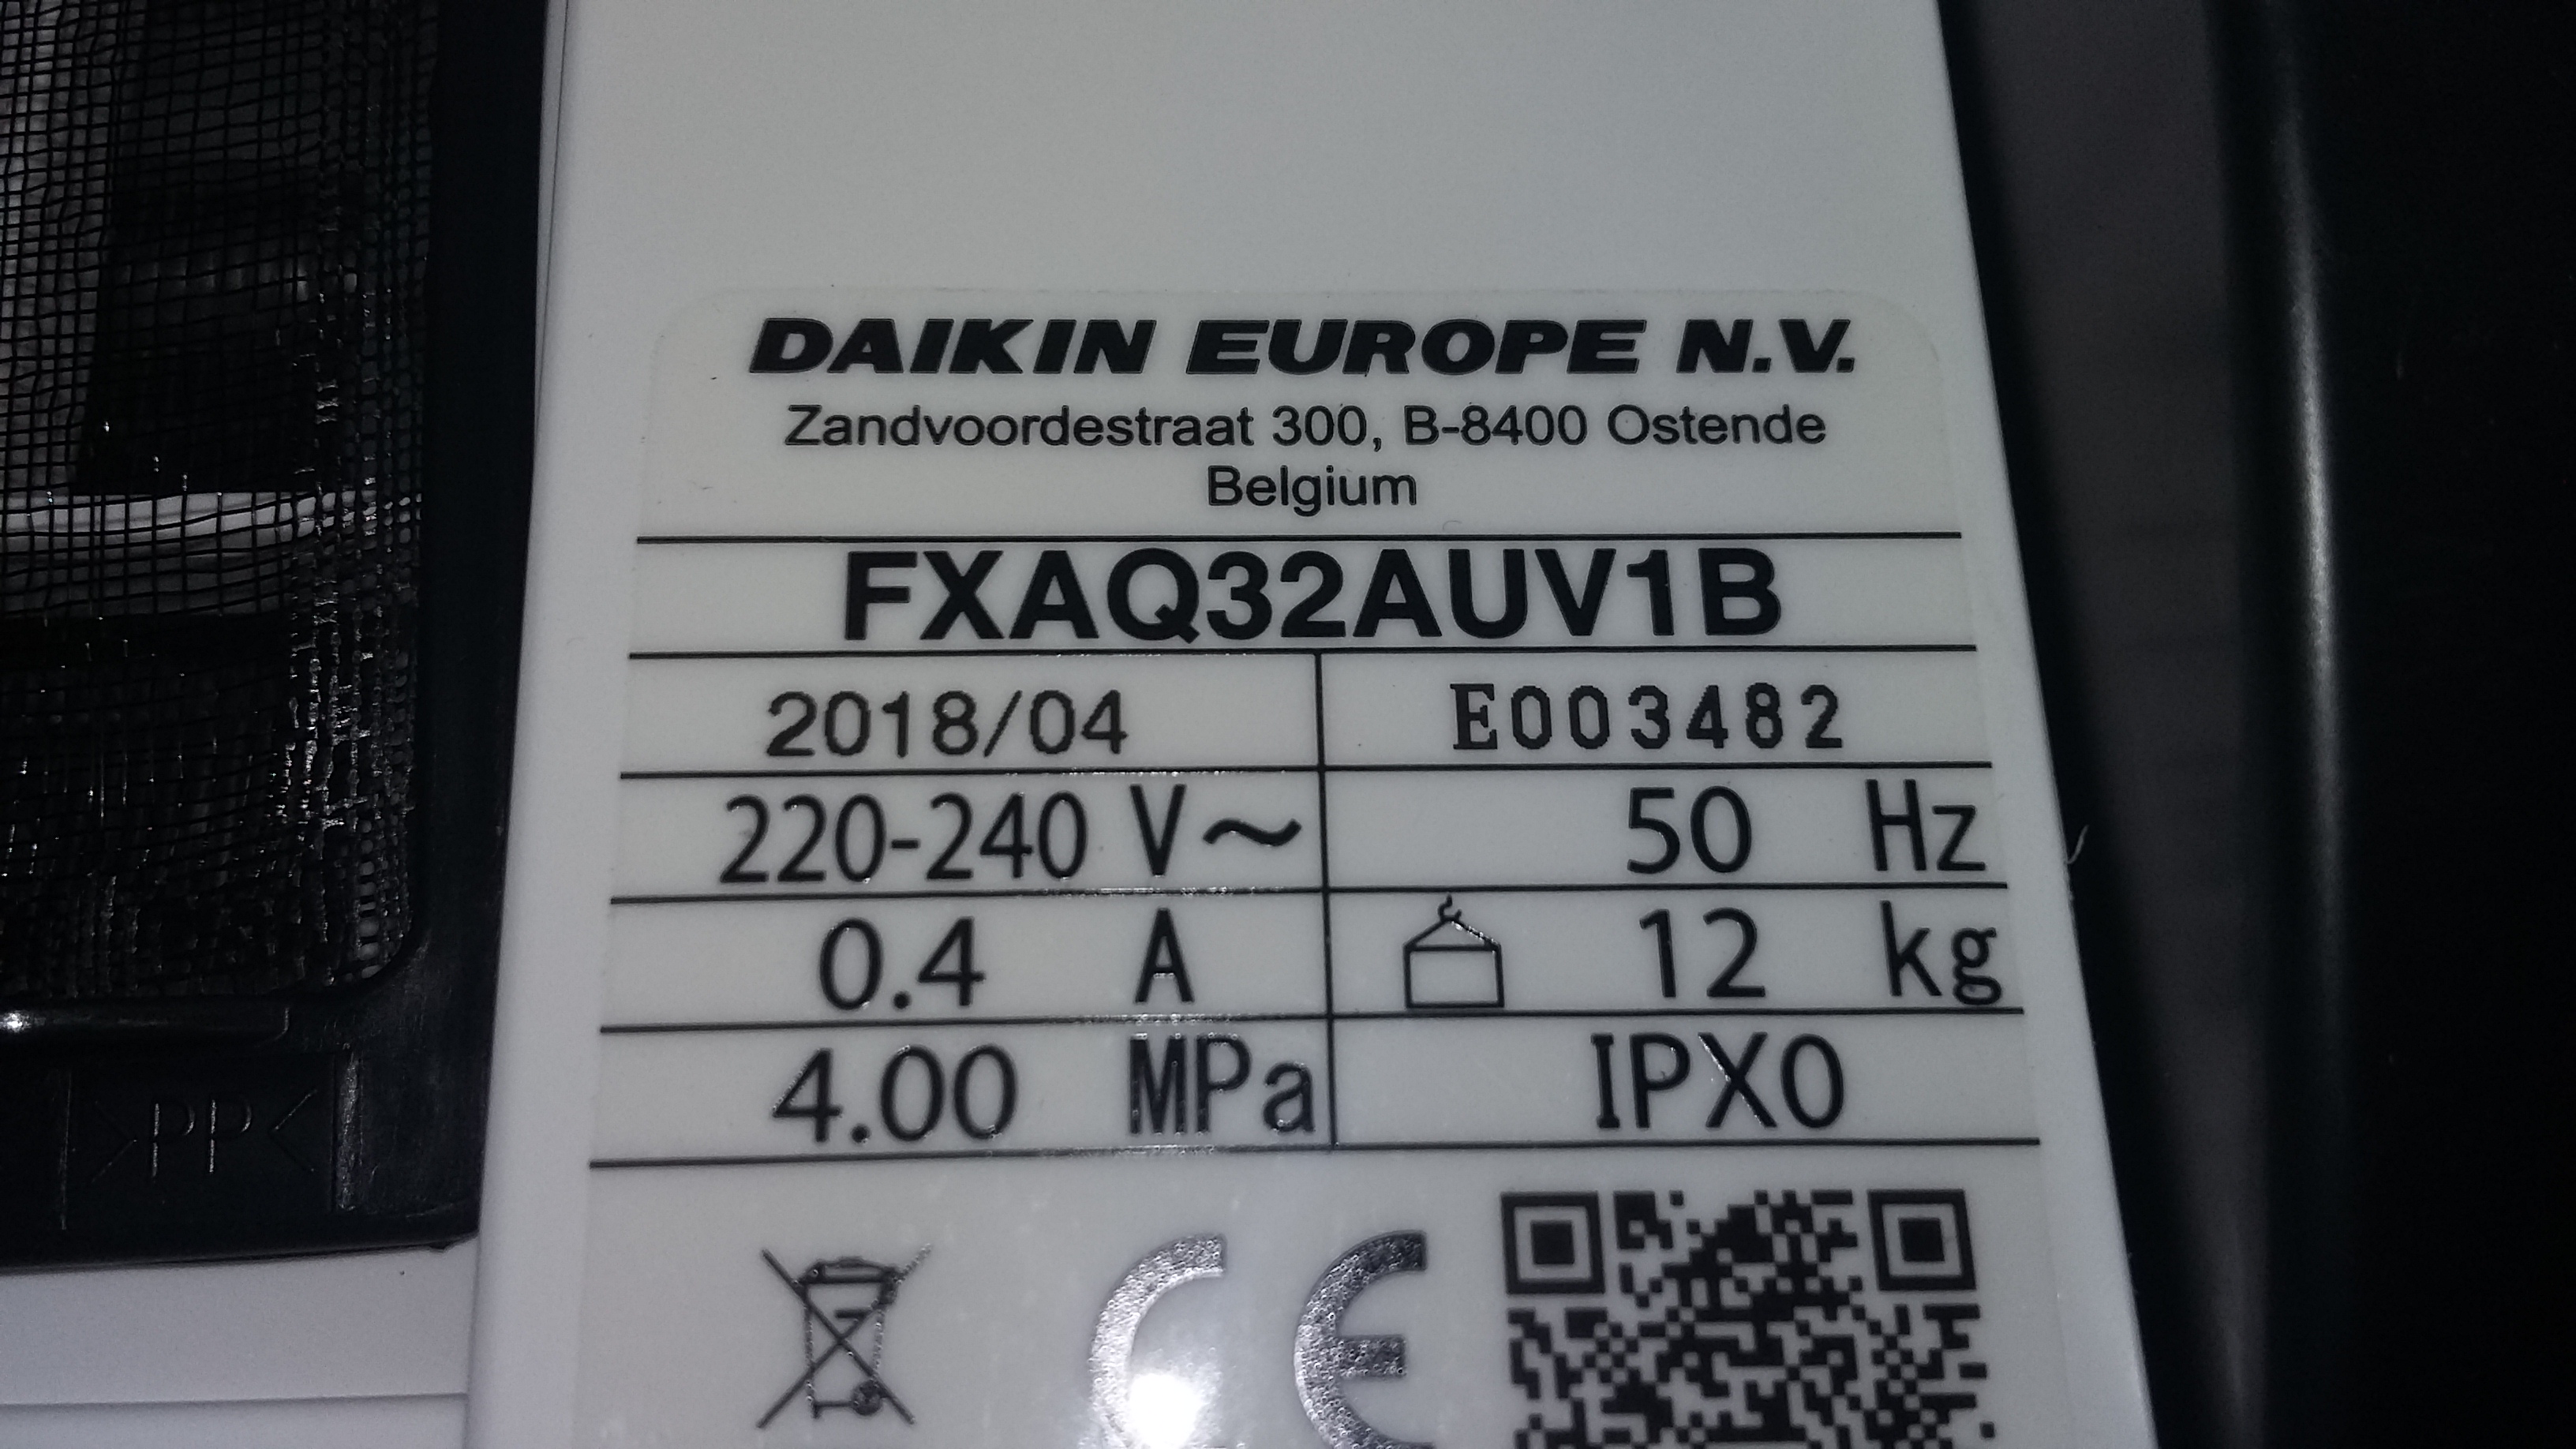 DAIKIN EUROPE N.V.
Zandvoordestraat 300, B-8400 Ostende
Belgium
FXAQ32AUV1B
2018/04 E003482
220-240 V~ 50 Hz
0.4 A 12 kg
4.00 MPa IPX0
CE
>PP<